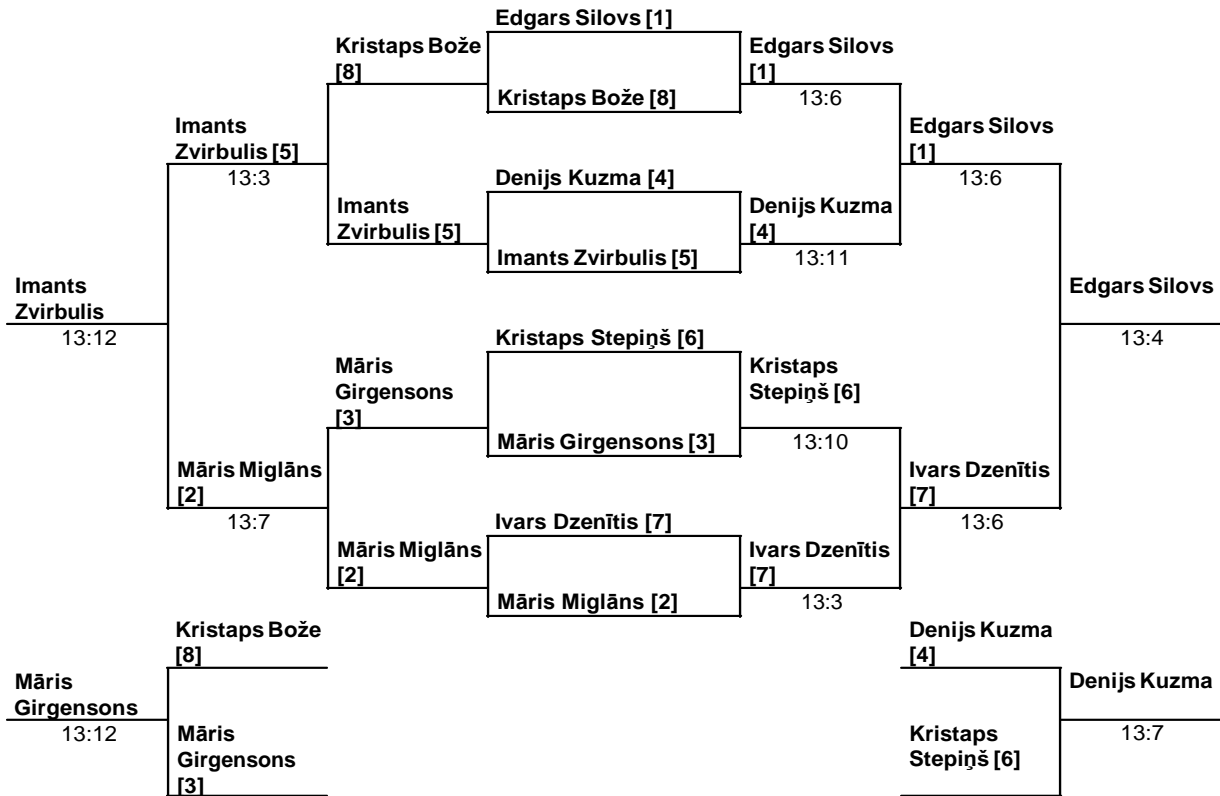 Edgars Silovs [1]
Kristaps Bože
[8]
Edgars Silovs
[1]
Kristaps Bože [8]
13:6
Imants
Zvirbulis [5]
Edgars Silovs
[1]
13:3
Denijs Kuzma [4]
13:6
Imants
Zvirbulis [5]
Denijs Kuzma
[4]
Imants Zvirbulis [5]
13:11
Imants
Zvirbulis
Edgars Silovs
13:12
Kristaps Stepiņš [6]
13:4
Māris
Girgensons
[3]
Kristaps
Stepiņš [6]
Māris Girgensons [3]
13:10
Māris Miglāns
[2]
Ivars Dzenītis
[7]
13:7
Ivars Dzenītis [7]
13:6
Māris Miglāns
[2]
Ivars Dzenītis
[7]
Māris Miglāns [2]
13:3
Kristaps Bože
[8]
Denijs Kuzma
[4]
Māris
Girgensons
Denijs Kuzma
13:12
Māris
Girgensons
[3]
Kristaps
Stepiņš [6]
13:7